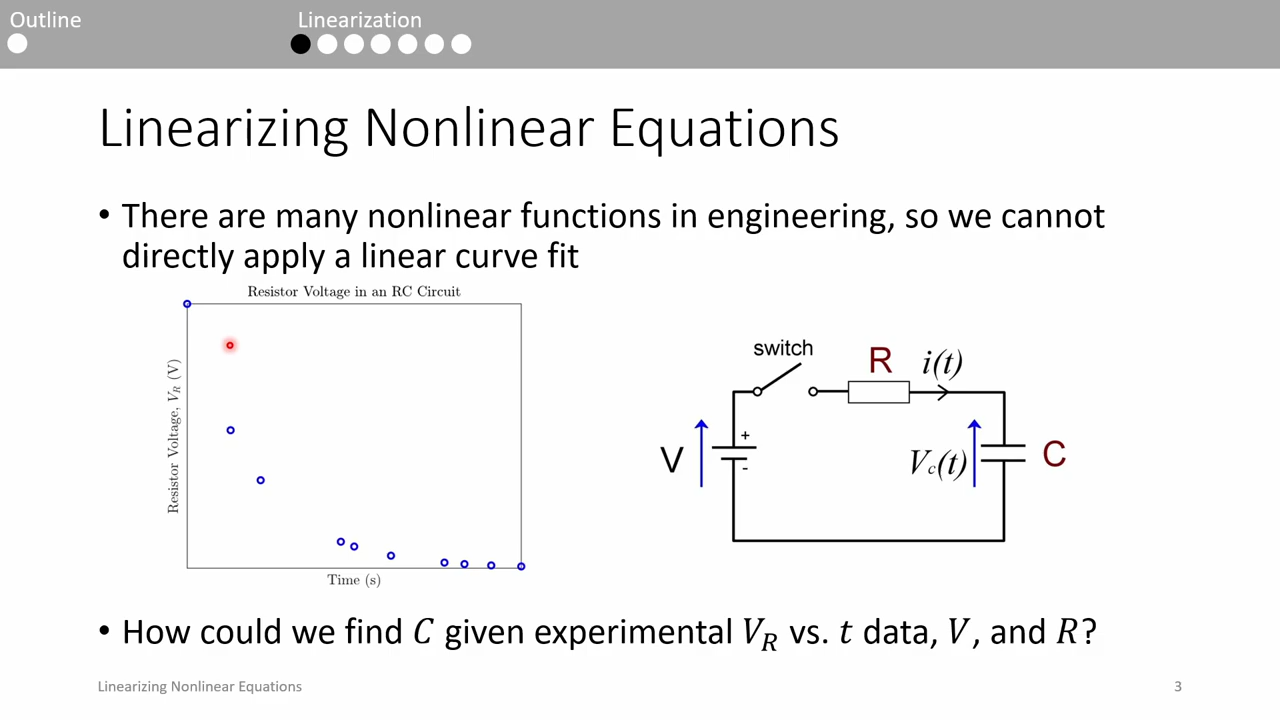 Outline
Linearization
Linearizing Nonlinear Equations
• There are many nonlinear functions in engineering, so we cannot
directly apply a linear curve fit
Resistor Voltage in an RC Circuit
Resistor Voltage, V_R (V)
Time (s)
switch
R
i(t)
V
+
-
V_c(t)
C
• How could we find C given experimental V_R vs. t data, V, and R?
Linearizing Nonlinear Equations
3